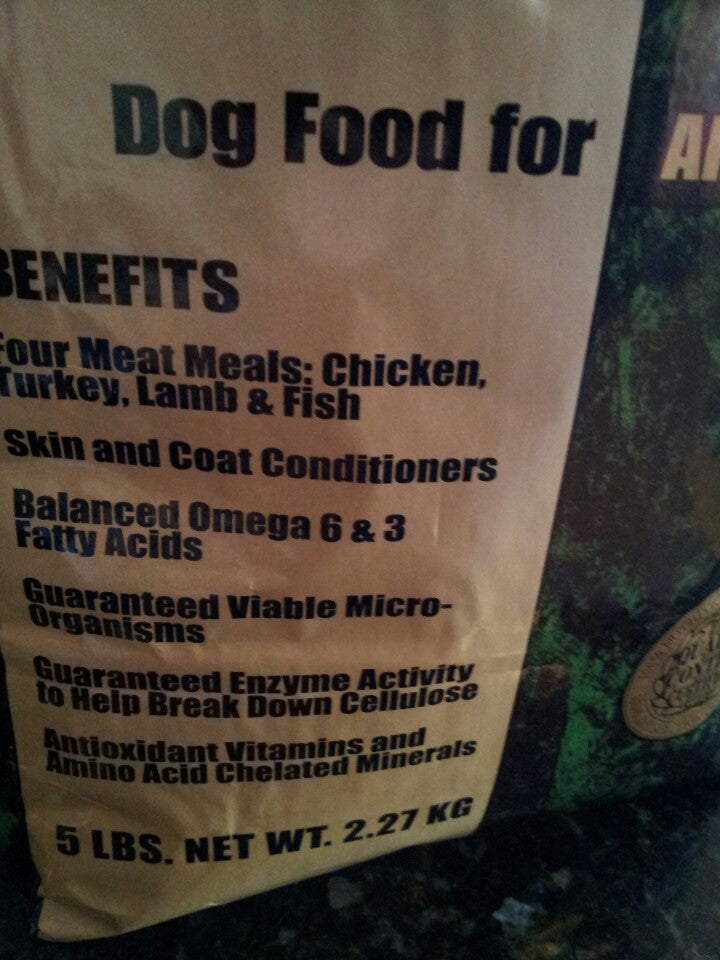 Dog Food for
BENEFITS
Four Meat Meals: Chicken,
Turkey, Lamb & Fish
Skin and Coat Conditioners
Balanced Omega 6 & 3
Fatty Acids
Guaranteed Viable Micro-
Organisms
Guaranteed Enzyme Activity
to Help Break Down Cellulose
Antioxidant Vitamins and
Amino Acid Chelated Minerals
5 LBS. NET WT. 2.27 KG